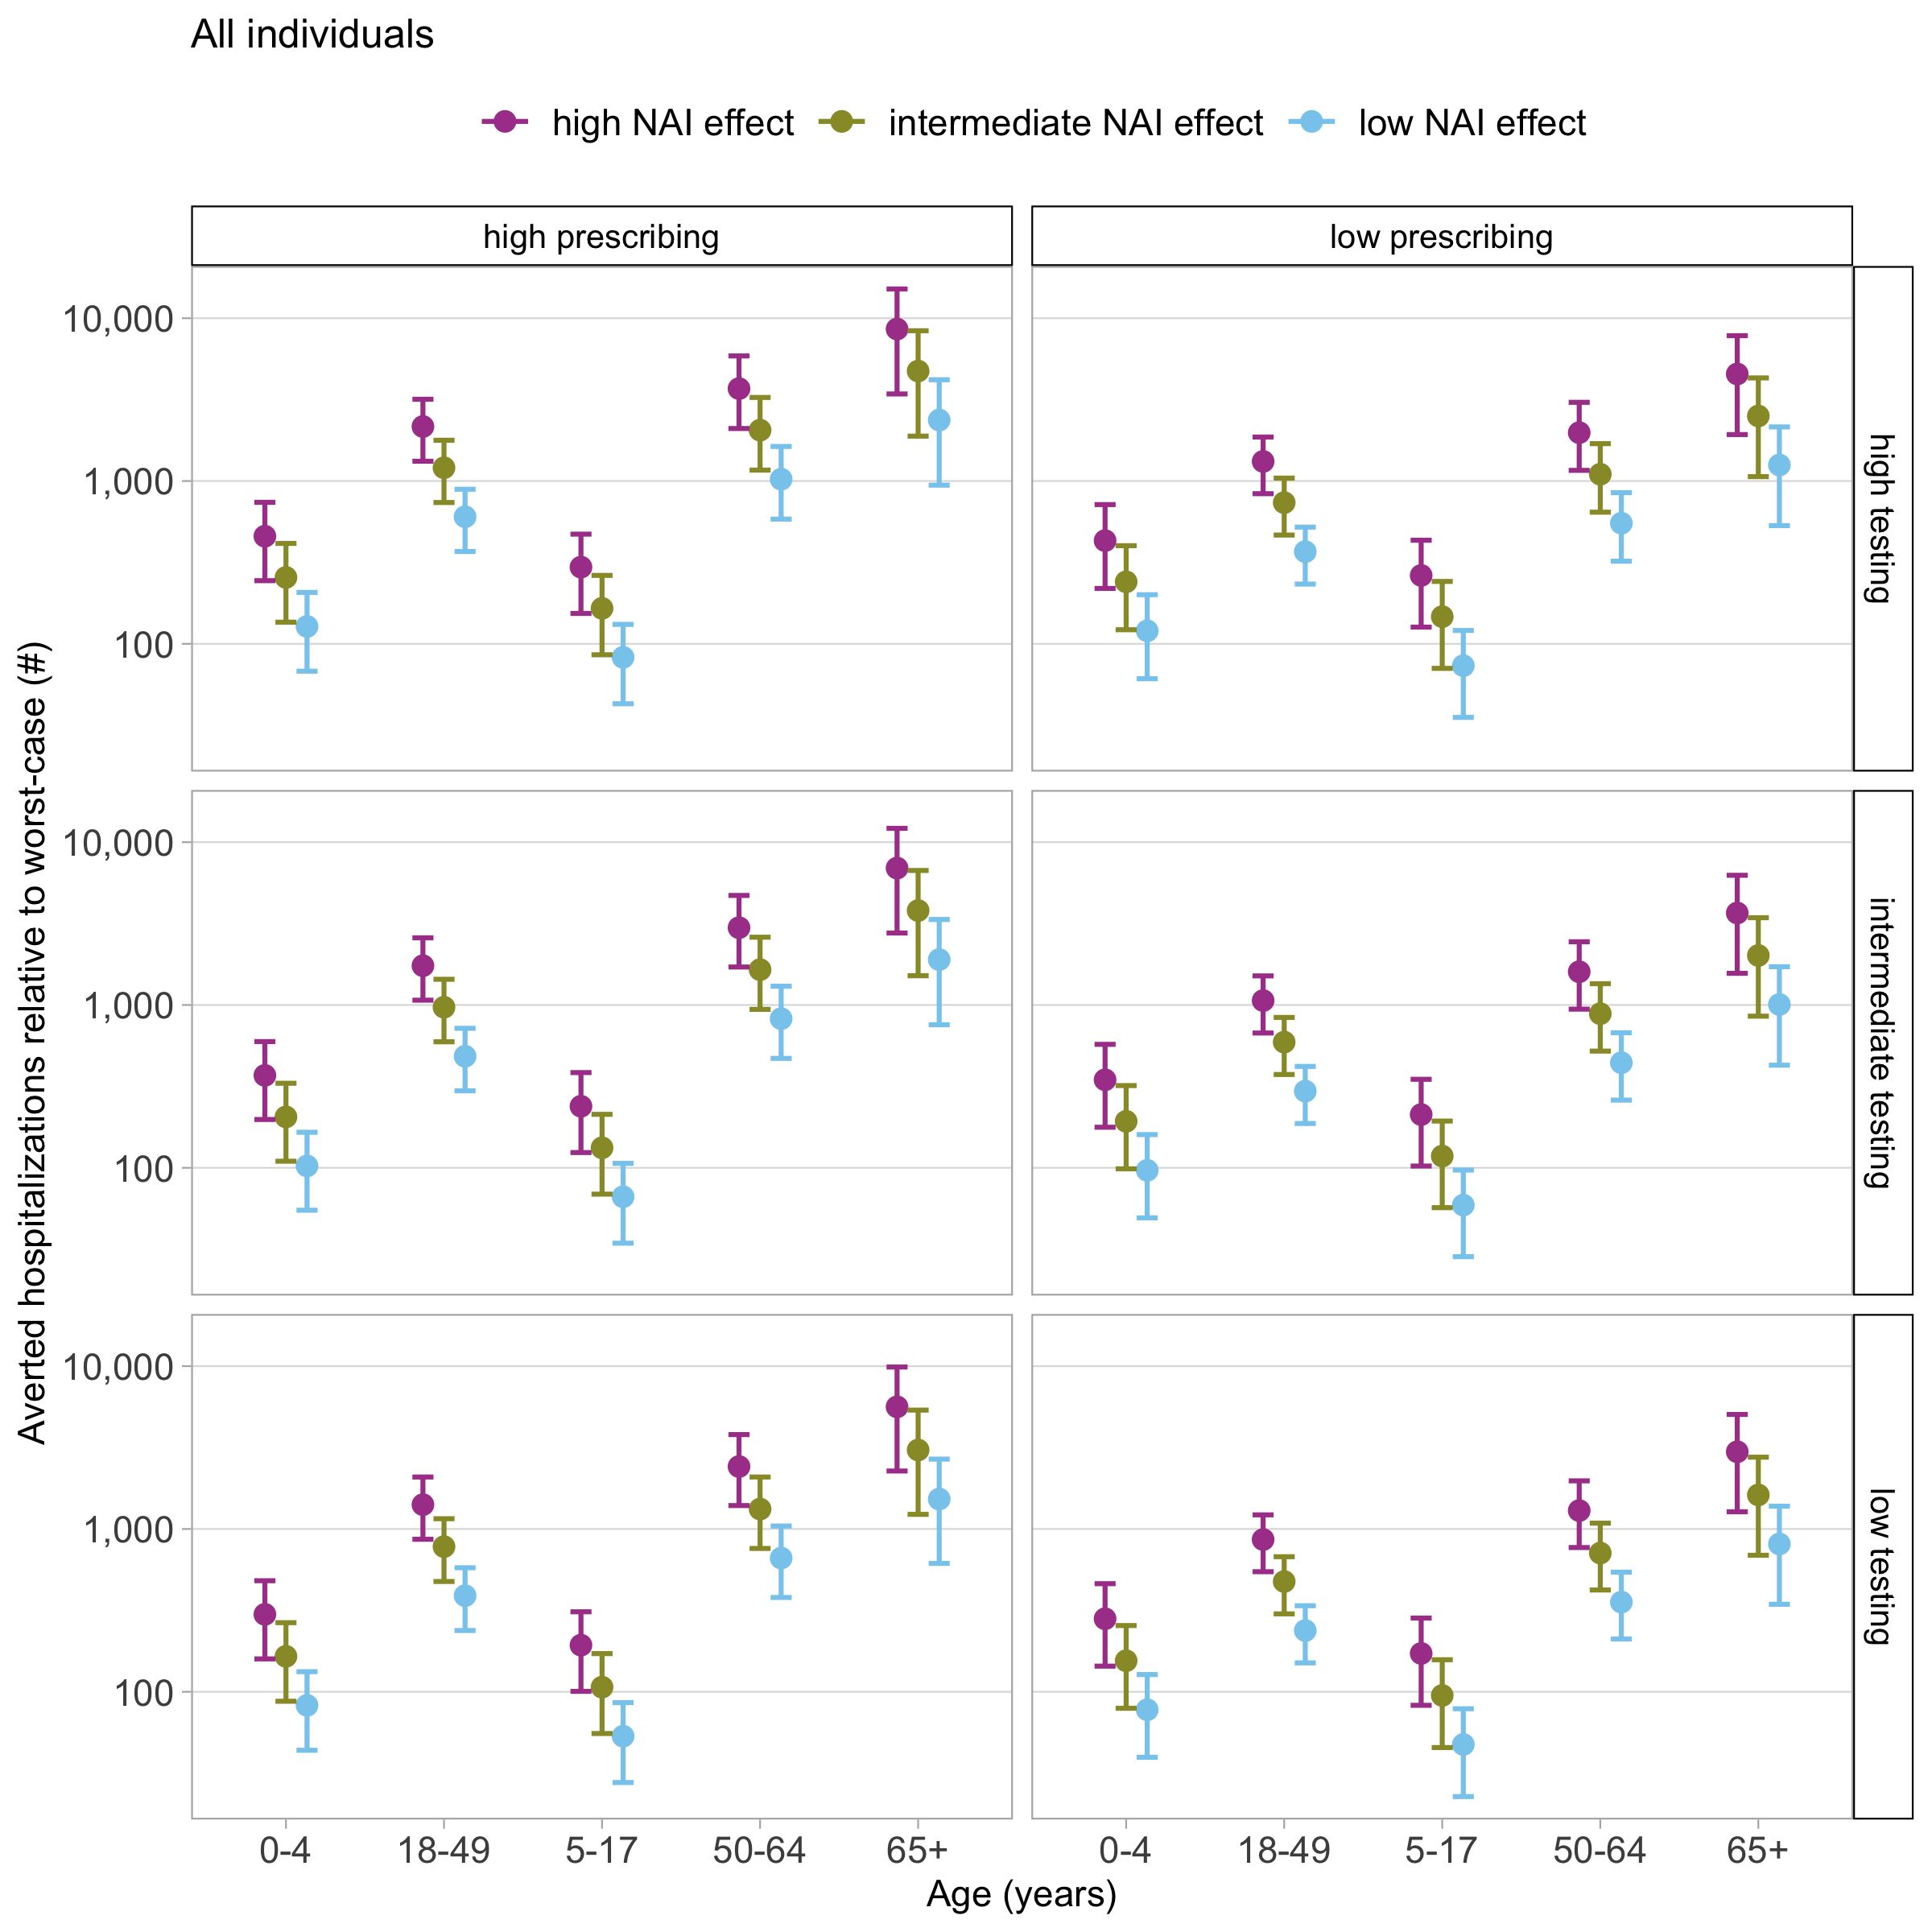 All individuals
high NAI effect intermediate NAI effect low NAI effect
high prescribing low prescribing
10,000
1,000
100
high testing
10,000
1,000
100
intermediate testing
10,000
1,000
100
low testing
Averted hospitalizations relative to worst-case (#)
0-4 18-49 5-17 50-64 65+ 0-4 18-49 5-17 50-64 65+
Age (years)